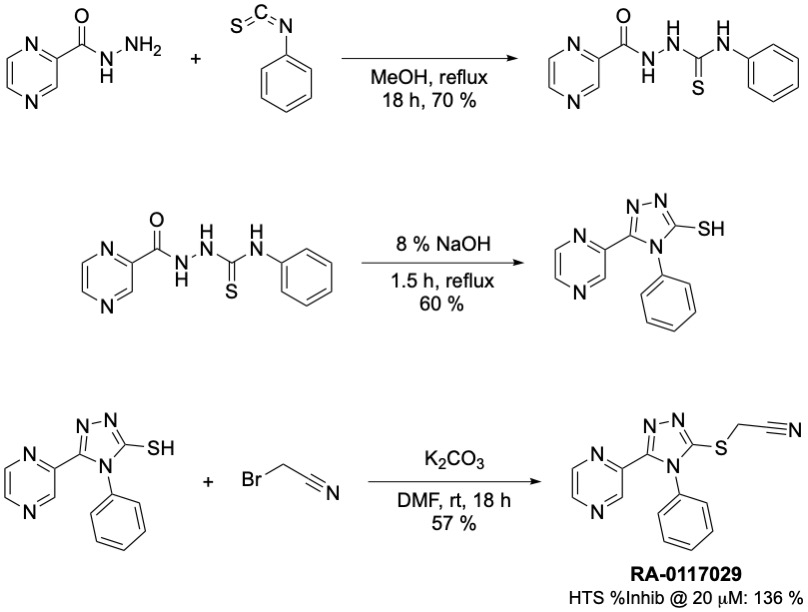 O
N
NH2
N
H
N
+
S
C
N
MeOH, reflux
18 h, 70 %
O
H
N
H
N
N
N
H
S
N
O
H
N
H
N
N
N
H
S
N
8 % NaOH
1.5 h, reflux
60 %
N N
SH
N
N
N
N N
SH
N
N
N
+
Br
N
K2CO3
DMF, rt, 18 h
57 %
N N
S
N
N
N
N
RA-0117029
HTS %Inhib @ 20 μM: 136 %